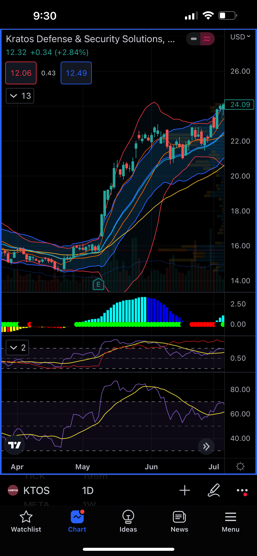 9:30
Kratos Defense & Security Solutions, ...
USD
12.32 +0.34 (+2.84%)
12.06 0.43 12.49
13
26.00
24.09
22.00
20.00
18.00
16.00
14.00
E
2.50
0.00
2
0.50
80.00
60.00
40.00
Apr May Jun Jul
KTOS 1D
Watchlist Chart Ideas News Menu